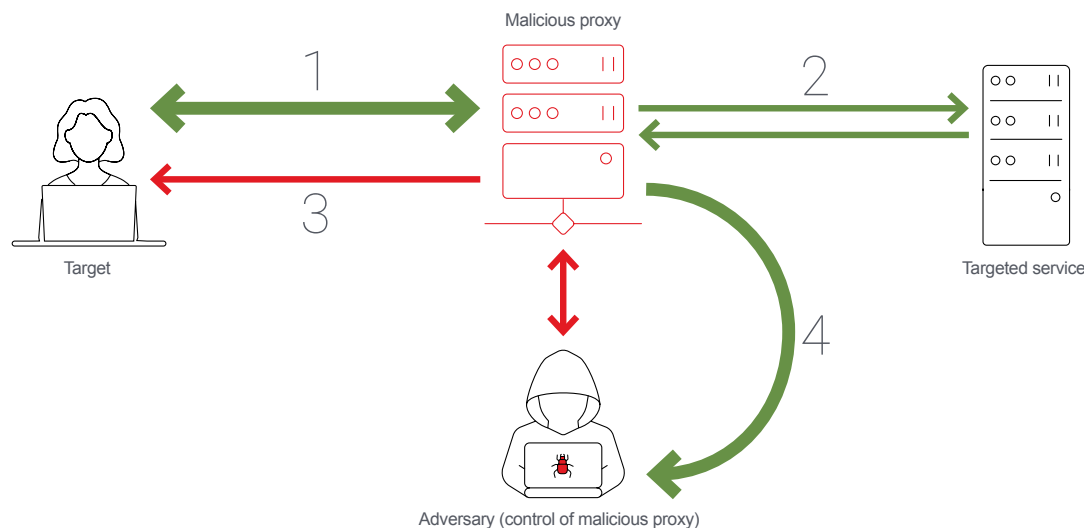 Malicious proxy
1
2
3
Target
Targeted service
4
Adversary (control of malicious proxy)